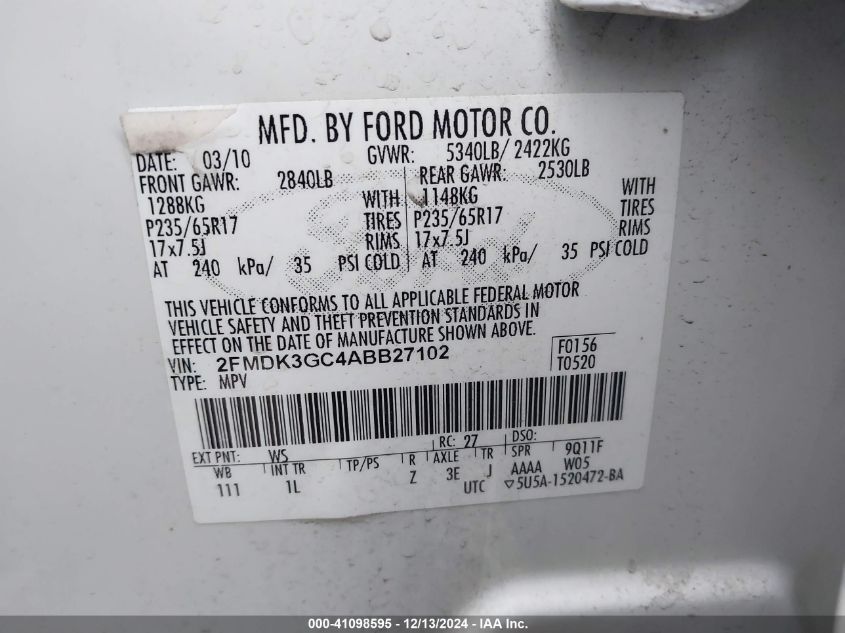 MFD. BY FORD MOTOR CO.
DATE: 03/10 GVWR: 5340LB/ 2422KG
FRONT GAWR: 2840LB REAR GAWR: 2530LB
1288KG WITH 1148KG WITH
P235/65R17 TIRES P235/65R17 TIRES
17x7.5J RIMS 17x7.5J RIMS
AT 240 kPa/ 35 PSI COLD AT 240 kPa/ 35 PSI COLD
THIS VEHICLE CONFORMS TO ALL APPLICABLE FEDERAL MOTOR
VEHICLE SAFETY AND THEFT PREVENTION STANDARDS IN
EFFECT ON THE DATE OF MANUFACTURE SHOWN ABOVE.
VIN: 2FMDK3GC4ABB27102 F0156
TYPE: MPV T0520
EXT PNT: WS RC: 27 DSO:
WB INT TR TP/PS R AXLE TR SPR 9Q11F
111 1L Z 3E J AAAA W05
UTC ▽5U5A-1520472-BA
000-41098595 - 12/13/2024 - IAA Inc.